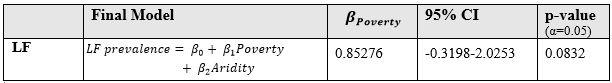 Final Model β_Poverty 95% CI p-value
(α=0.05)
LF LF prevalence = β₀ + β₁Poverty 0.85276 -0.3198-2.0253 0.0832
+ β₂Aridity